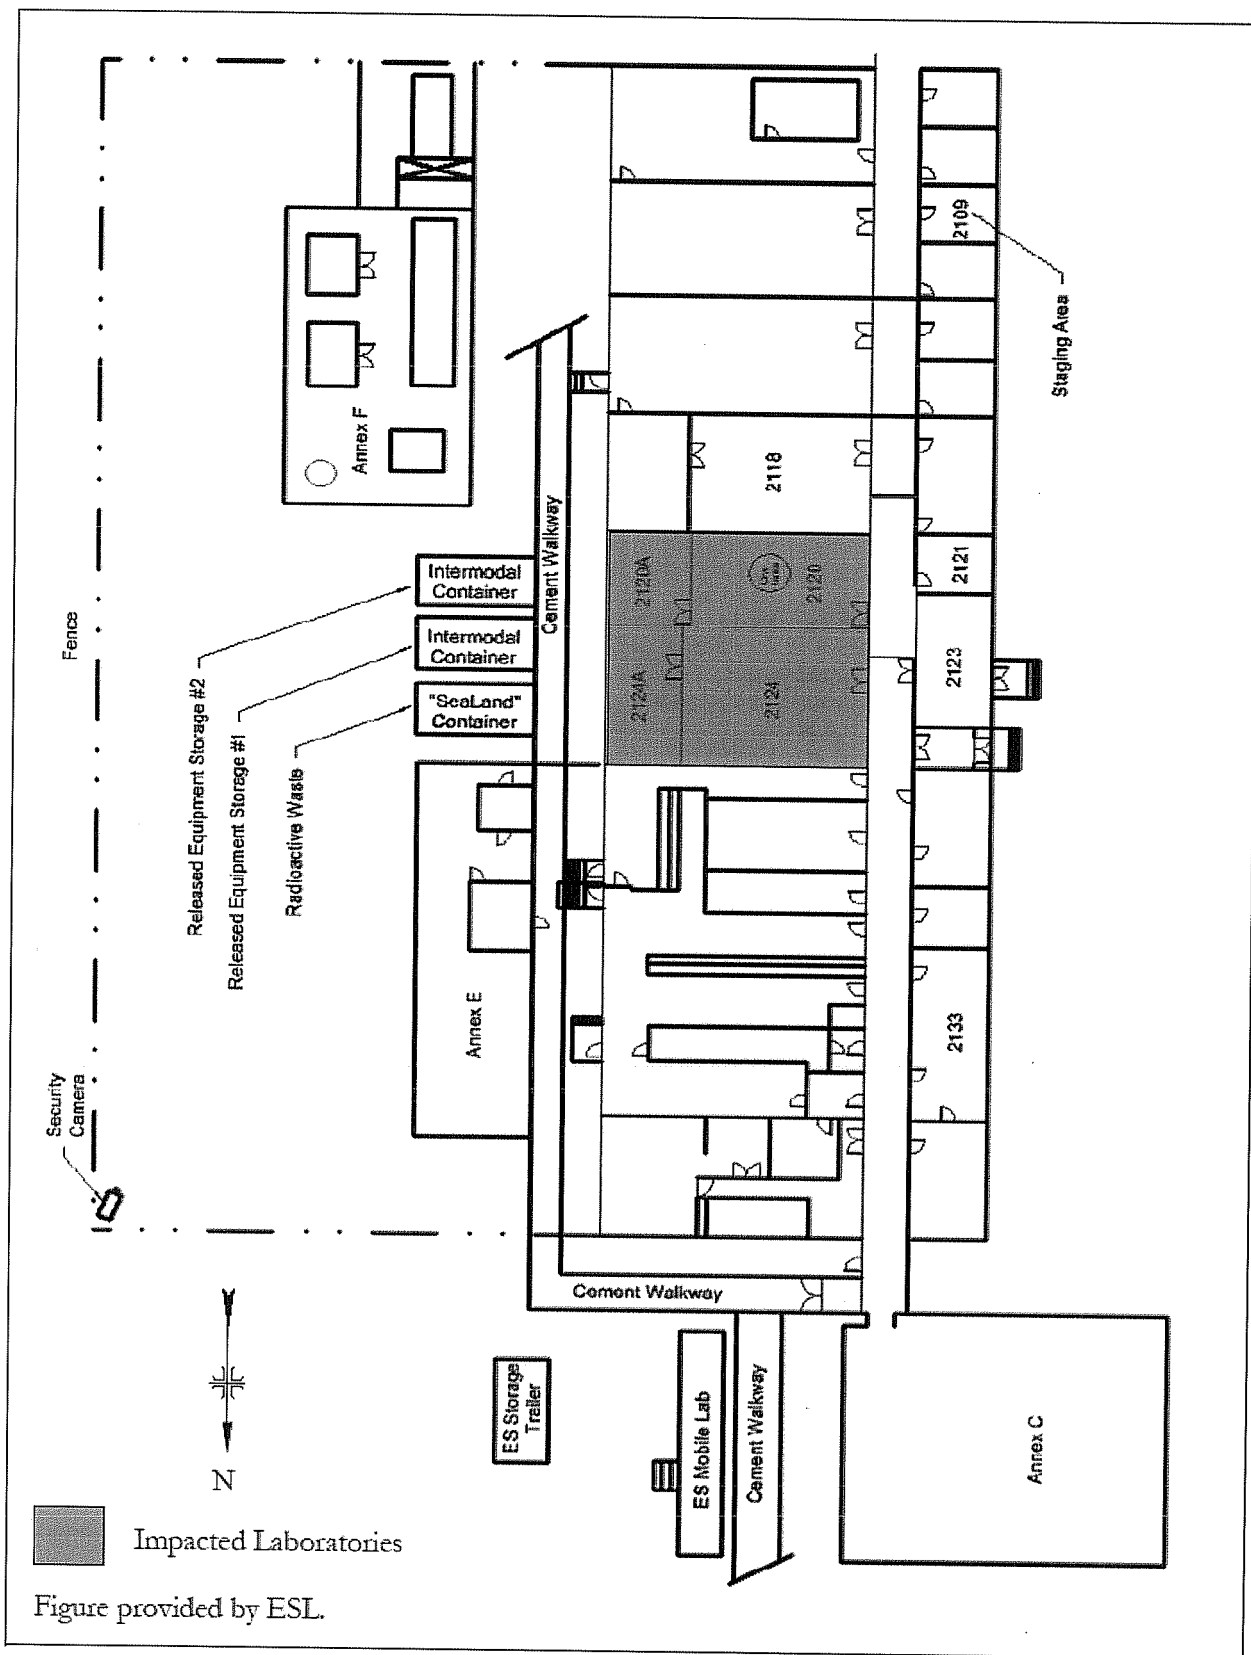 Fence
Security
Camera
Released Equipment Storage #2
Released Equipment Storage #1
Radioactive Waste
Annex F
Intermodal
Container
Intermodal
Container
"SeaLand"
Container
Annex E
Cement Walkway
2120A
2124A
2120
2124
2118
2109
Staging Area
2121
2123
2133
Cement Walkway
ES Storage
Trailer
ES Mobile Lab
Cement Walkway
Annex C
N
Impacted Laboratories
Figure provided by ESL.